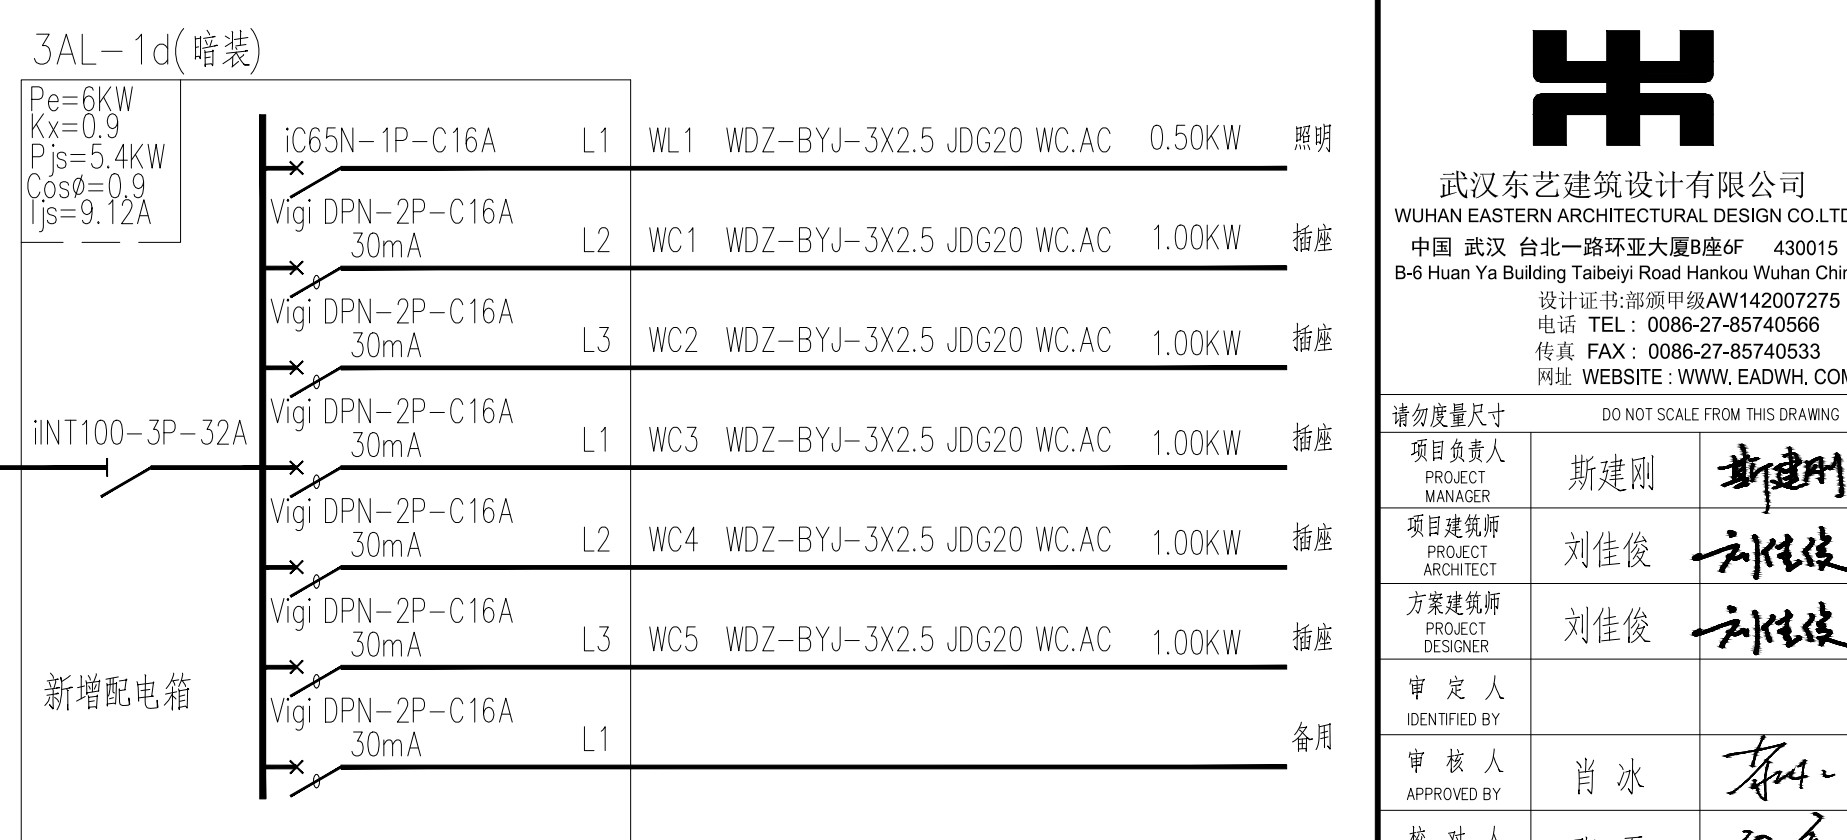 3AL-1d(暗装)
Pe=6KW
Kx=0.9
Pjs=5.4KW
Cosø=0.9
Ijs=9.12A
iC65N-1P-C16A L1 WL1 WDZ-BYJ-3X2.5 JDG20 WC.AC 0.50KW 照明
Vigi DPN-2P-C16A
30mA L2 WC1 WDZ-BYJ-3X2.5 JDG20 WC.AC 1.00KW 插座
Vigi DPN-2P-C16A
30mA L3 WC2 WDZ-BYJ-3X2.5 JDG20 WC.AC 1.00KW 插座
iINT100-3P-32A
Vigi DPN-2P-C16A
30mA L1 WC3 WDZ-BYJ-3X2.5 JDG20 WC.AC 1.00KW 插座
Vigi DPN-2P-C16A
30mA L2 WC4 WDZ-BYJ-3X2.5 JDG20 WC.AC 1.00KW 插座
Vigi DPN-2P-C16A
30mA L3 WC5 WDZ-BYJ-3X2.5 JDG20 WC.AC 1.00KW 插座
新增配电箱
Vigi DPN-2P-C16A
30mA L1 备用
武汉东艺建筑设计有限公司
WUHAN EASTERN ARCHITECTURAL DESIGN CO.LTD
中国 武汉 台北一路环亚大厦B座6F 430015
B-6 Huan Ya Building Taibeiyi Road Hankou Wuhan Chin
设计证书:部颁甲级AW142007275
电话 TEL : 0086-27-85740566
传真 FAX : 0086-27-85740533
网址 WEBSITE : WWW. EADWH. COM
请勿度量尺寸 DO NOT SCALE FROM THIS DRAWING
项目负责人
PROJECT
MANAGER
斯建刚 斯建刚
项目建筑师
PROJECT
ARCHITECT
刘佳俊 刘佳俊
方案建筑师
PROJECT
DESIGNER
刘佳俊 刘佳俊
审 定 人
IDENTIFIED BY
审 核 人
APPROVED BY
肖 冰
校 对 人